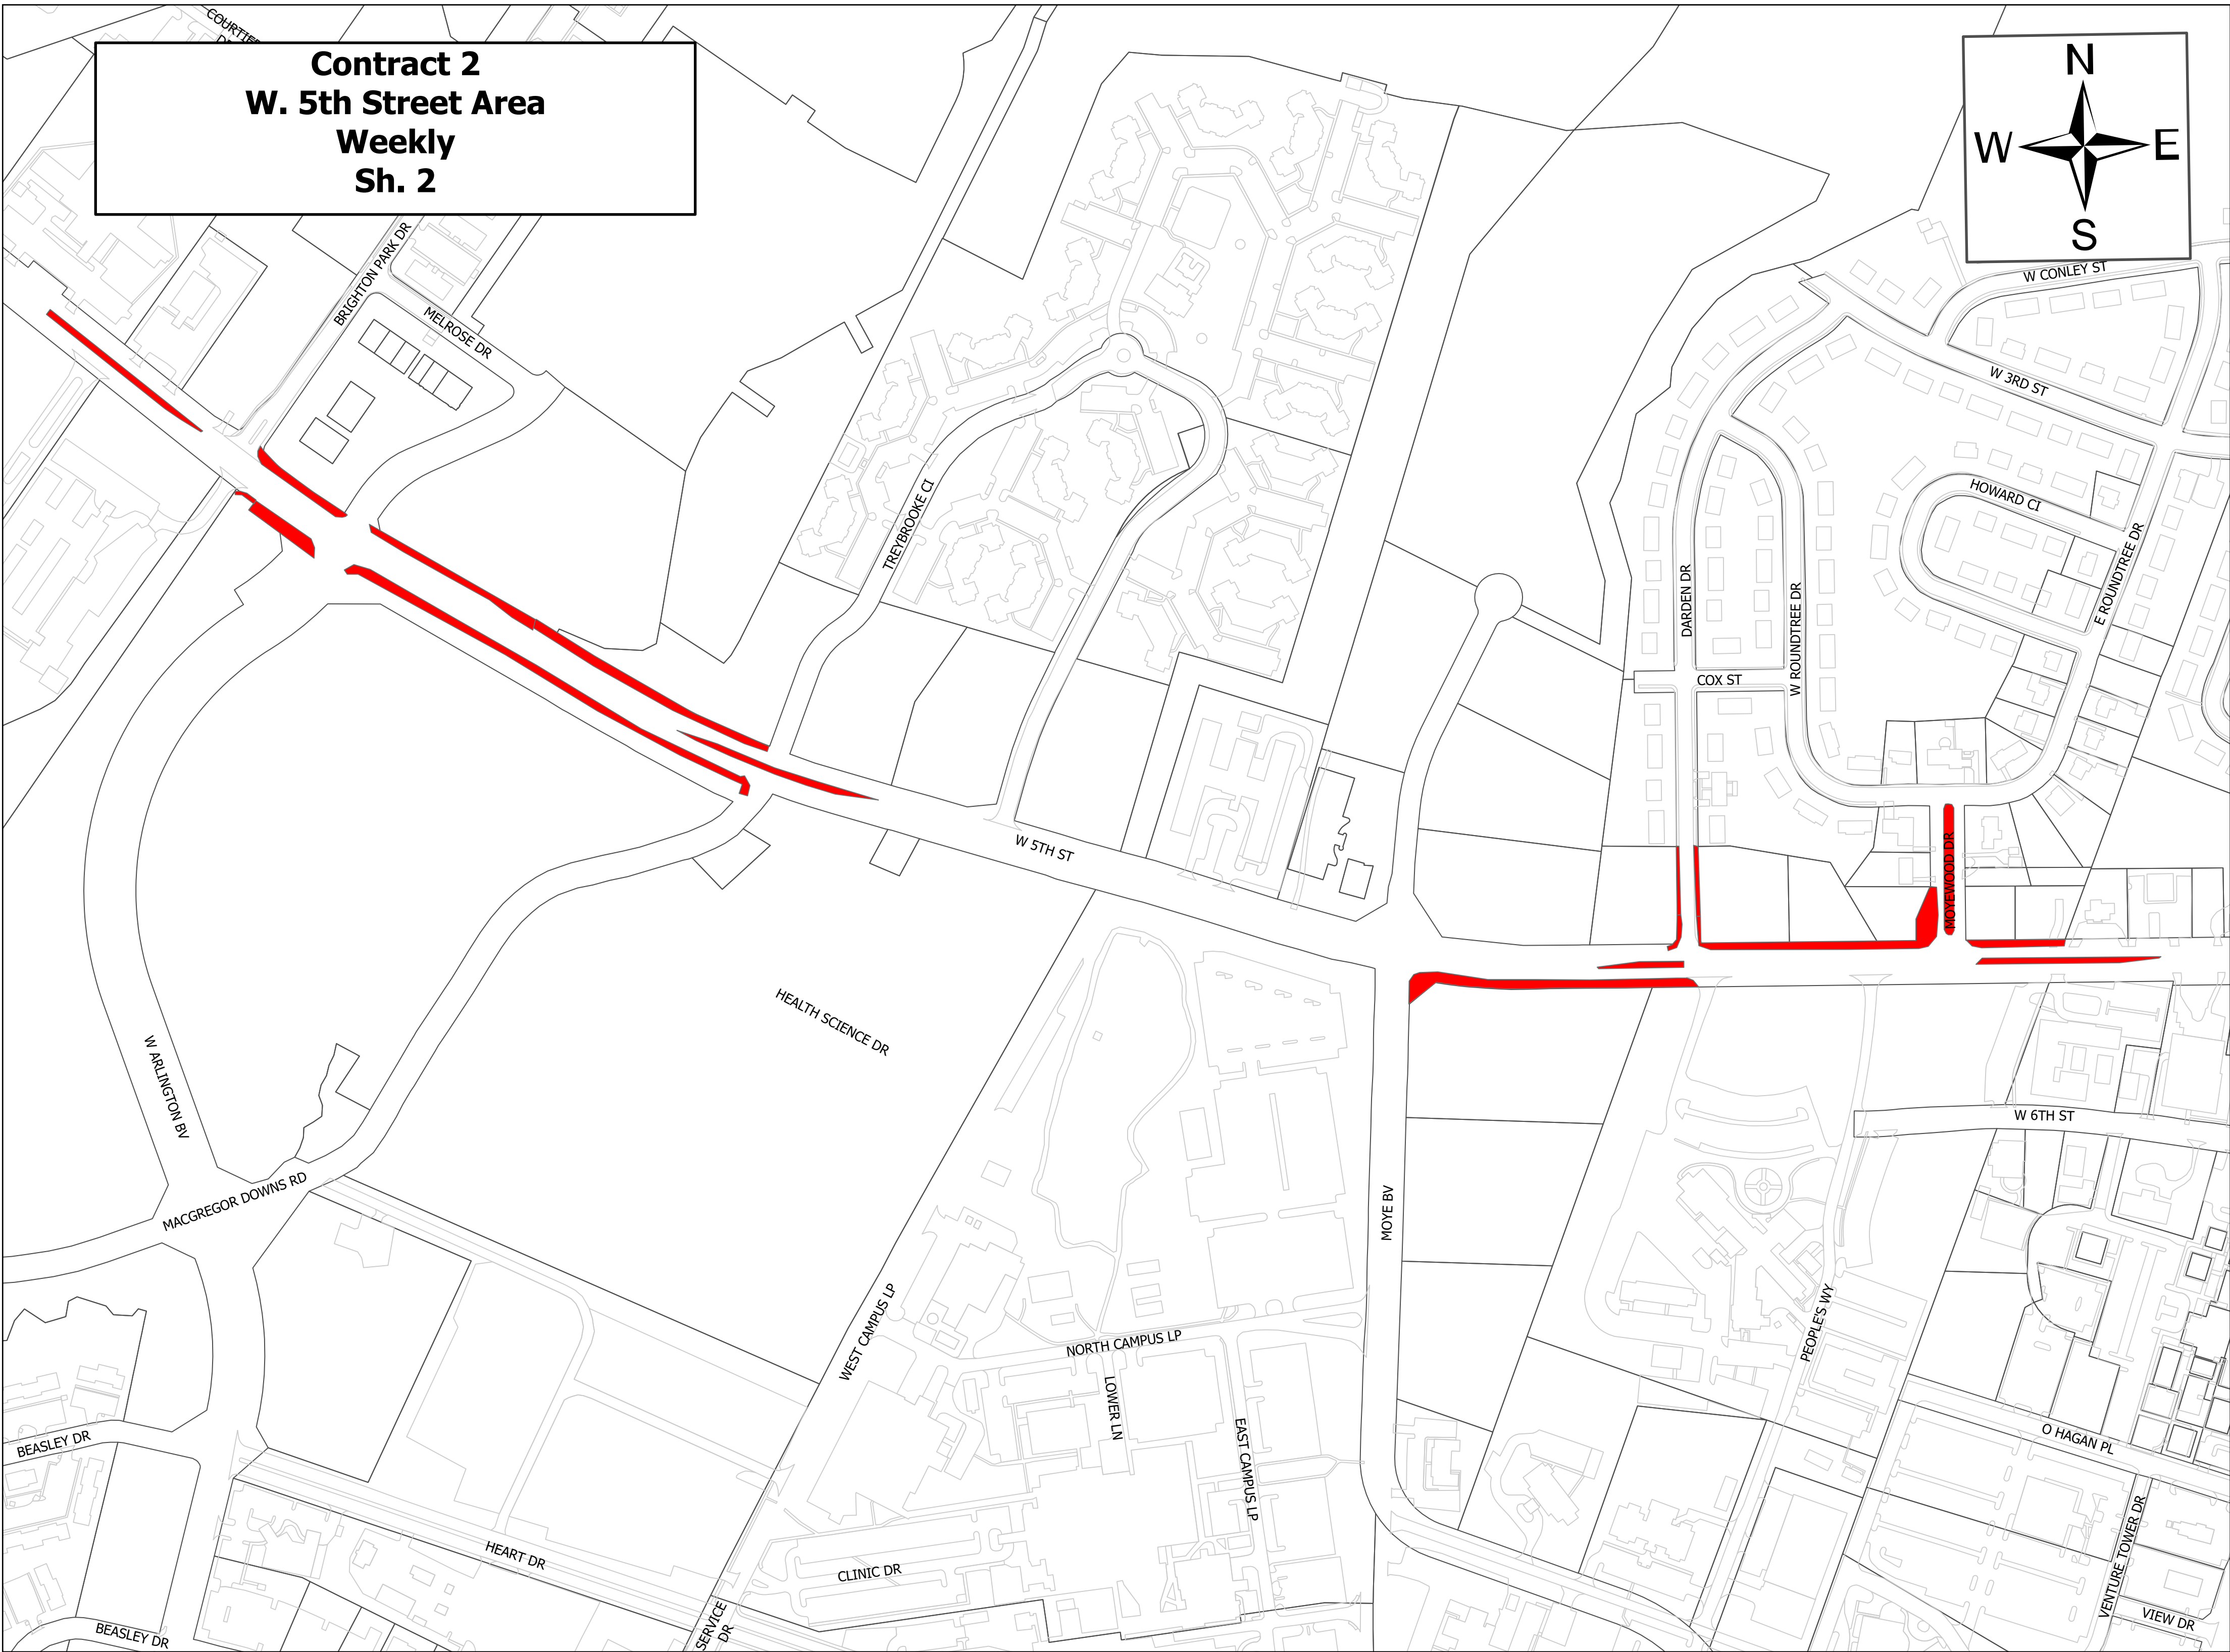 COURTIE
Contract 2
W. 5th Street Area
Weekly
Sh. 2
N
W
E
S
W CONLEY ST
BRIGHTON PARK DR
MELROSE DR
W 3RD ST
HOWARD CI
TREYBROOKE CI
DARDEN DR
W ROUNDTREE DR
E ROUNDTREE DR
COX ST
W 5TH ST
MOYEWOOD DR
HEALTH SCIENCE DR
W ARLINGTON BV
W 6TH ST
MACGREGOR DOWNS RD
MOYE BV
WEST CAMPUS LP
NORTH CAMPUS LP
PEOPLE'S WY
LOWER LN
EAST CAMPUS LP
BEASLEY DR
O HAGAN PL
HEART DR
CLINIC DR
VENTURE TOWER DR
SERVICE
DR
VIEW DR
BEASLEY DR